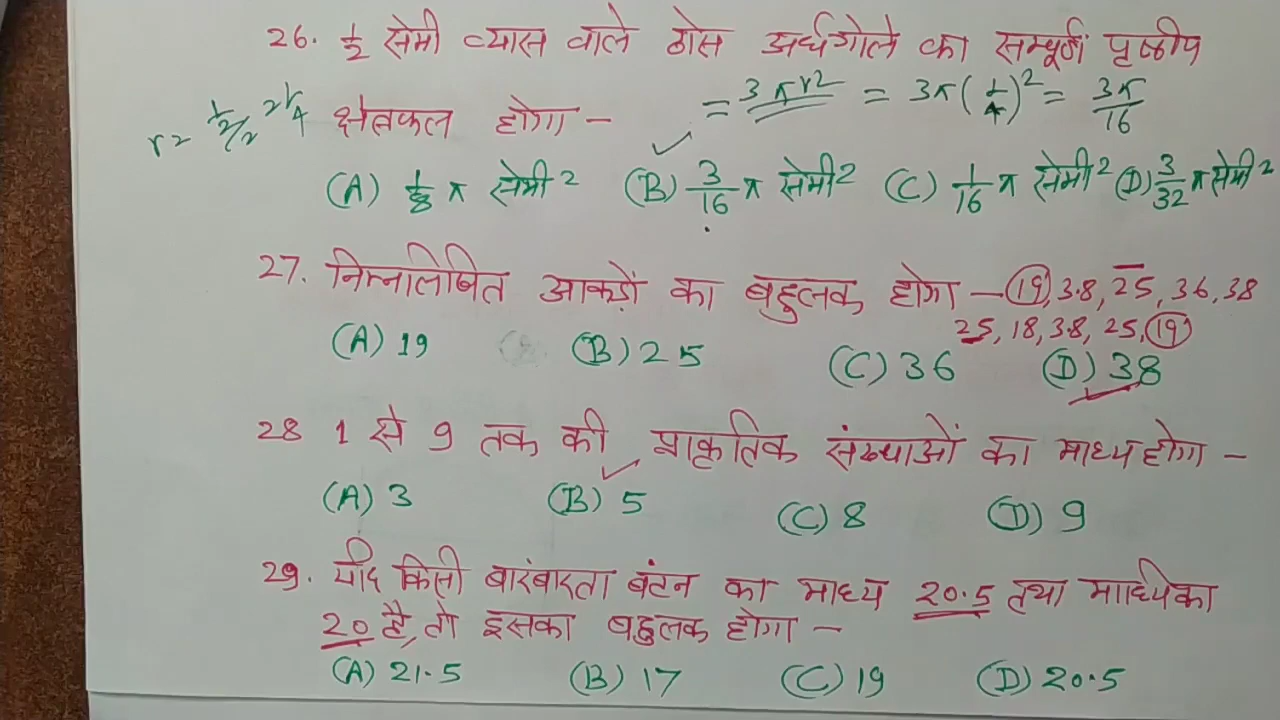 26. 1/2 सेमी व्यास वाले ठोस अर्धगोले का सम्पूर्ण पृष्ठीय
क्षेत्रफल होगा - = 3πr² = 3π(1/4)² = 3π/16
r = 1/2/2 = 1/4
(A) 1/8 π सेमी² (B) 3/16 π सेमी² (C) 1/16 π सेमी² (D) 3/32 π सेमी²
27. निम्नलिखित आकड़ों का बहुलक होगा - 19, 38, 25, 36, 38
25, 18, 38, 25, 19
(A) 19 (B) 25 (C) 36 (D) 38
28 1 से 9 तक की प्राकृतिक संख्याओं का माध्य होगा -
(A) 3 (B) 5 (C) 8 (D) 9
29. यदि किसी बारंबारता बंटन का माध्य 20.5 तथा माध्यिका
20 है, तो इसका बहुलक होगा -
(A) 21.5 (B) 17 (C) 19 (D) 20.5